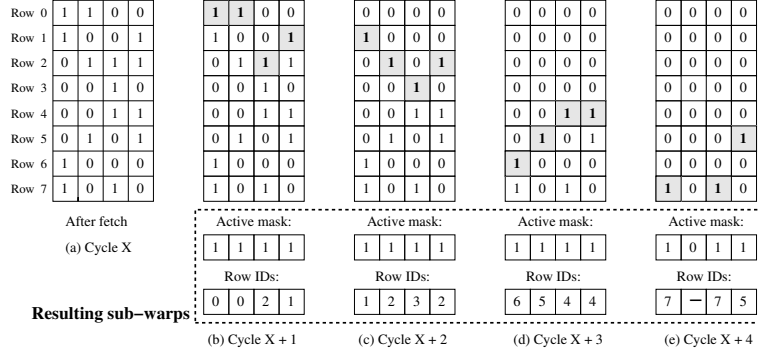 Row 0 1 1 0 0 1 1 0 0 0 0 0 0 0 0 0 0 0 0 0 0
Row 1 1 0 0 1 1 0 0 1 1 0 0 0 0 0 0 0 0 0 0 0
Row 2 0 1 1 1 0 1 1 1 0 1 0 1 0 0 0 0 0 0 0 0
Row 3 0 0 1 0 0 0 1 0 0 0 1 0 0 0 0 0 0 0 0 0
Row 4 0 0 1 1 0 0 1 1 0 0 1 1 0 0 1 1 0 0 0 0
Row 5 0 1 0 1 0 1 0 1 0 1 0 1 0 1 0 1 0 0 0 1
Row 6 1 0 0 0 1 0 0 0 1 0 0 0 1 0 0 0 0 0 0 0
Row 7 1 0 1 0 1 0 1 0 1 0 1 0 1 0 1 0 1 0 1 0
After fetch Active mask: Active mask: Active mask: Active mask:
(a) Cycle X 1 1 1 1 1 1 1 1 1 1 1 1 1 0 1 1
Row IDs: Row IDs: Row IDs: Row IDs:
Resulting sub−warps 0 0 2 1 1 2 3 2 6 5 4 4 7 − 7 5
(b) Cycle X + 1 (c) Cycle X + 2 (d) Cycle X + 3 (e) Cycle X + 4